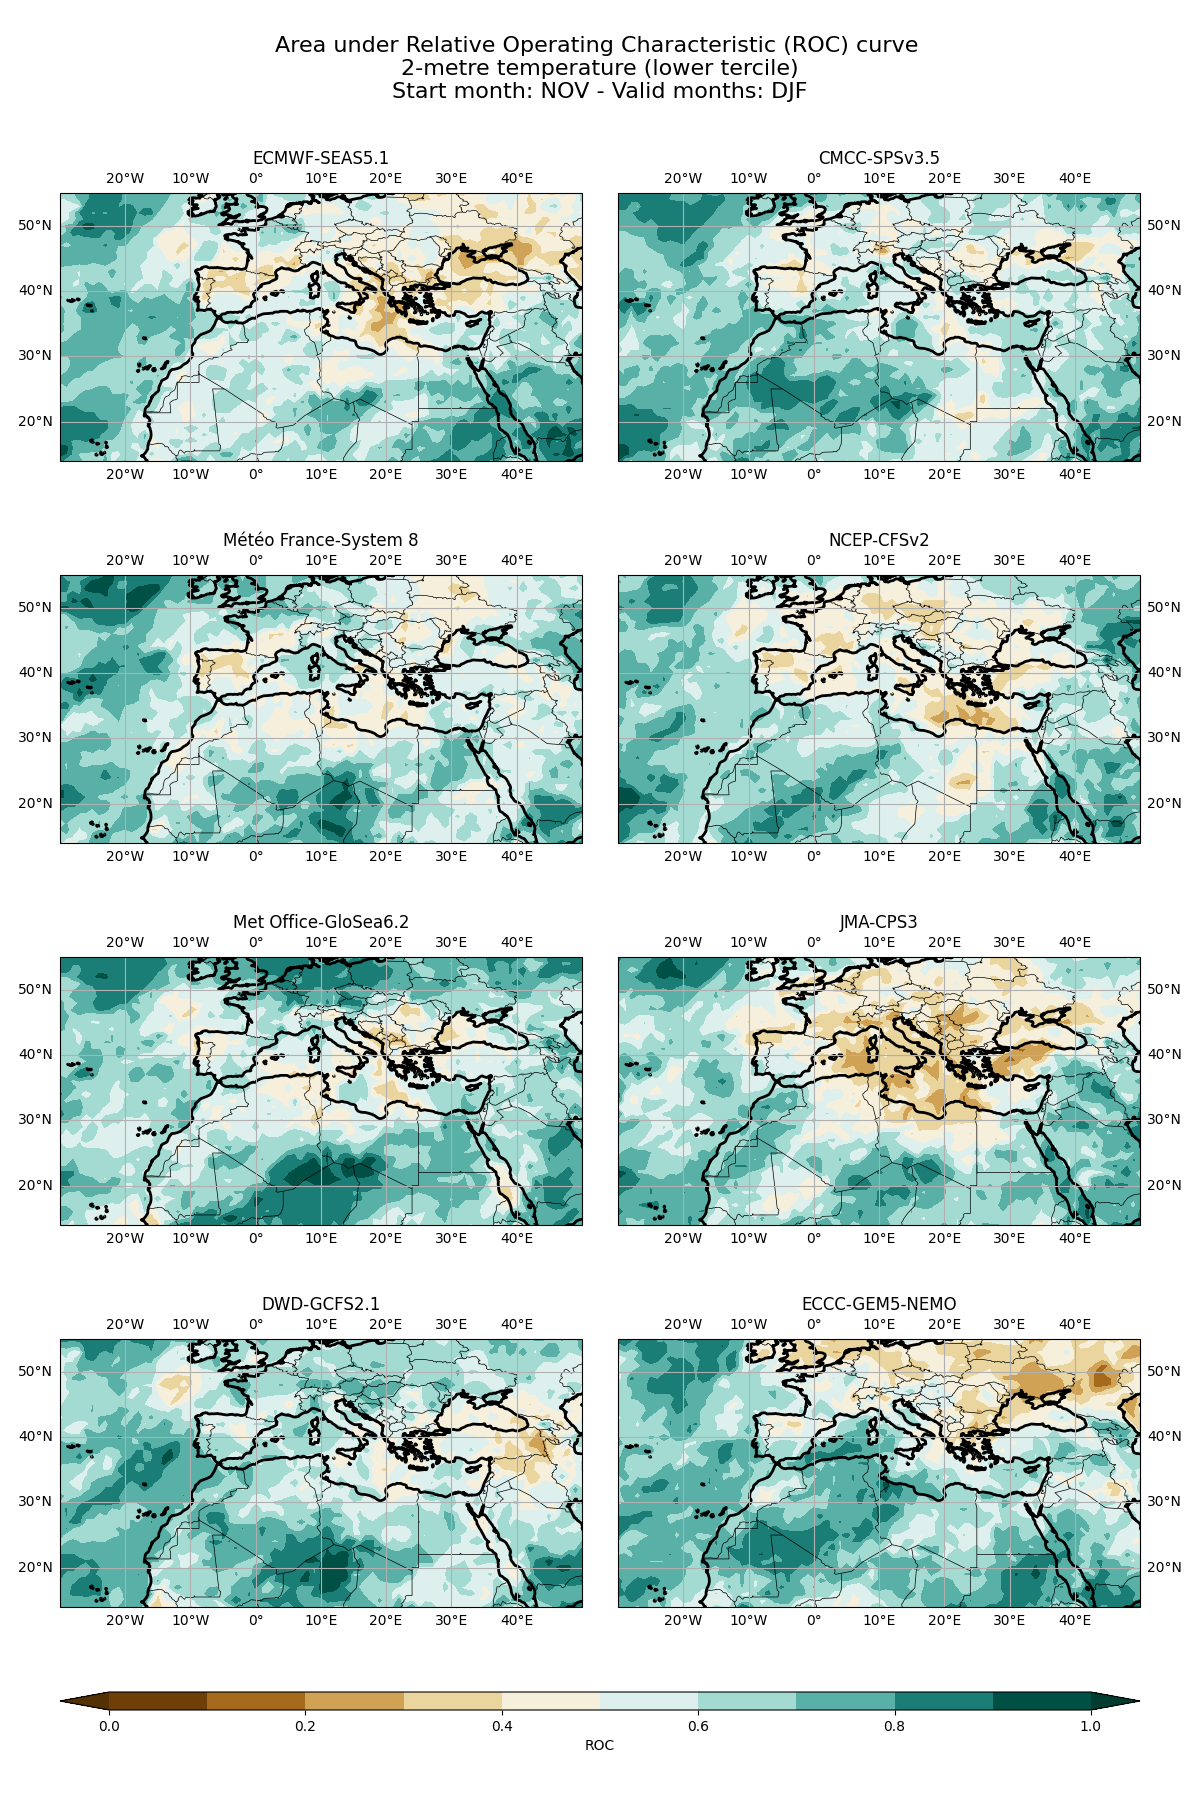 Area under Relative Operating Characteristic (ROC) curve
2-metre temperature (lower tercile)
Start month: NOV - Valid months: DJF
ECMWF-SEAS5.1
20°W 10°W 0° 10°E 20°E 30°E 40°E
50°N
40°N
30°N
20°N
20°W 10°W 0° 10°E 20°E 30°E 40°E
CMCC-SPSv3.5
20°W 10°W 0° 10°E 20°E 30°E 40°E
50°N
40°N
30°N
20°N
20°W 10°W 0° 10°E 20°E 30°E 40°E
Météo France-System 8
20°W 10°W 0° 10°E 20°E 30°E 40°E
50°N
40°N
30°N
20°N
20°W 10°W 0° 10°E 20°E 30°E 40°E
NCEP-CFSv2
20°W 10°W 0° 10°E 20°E 30°E 40°E
50°N
40°N
30°N
20°N
20°W 10°W 0° 10°E 20°E 30°E 40°E
Met Office-GloSea6.2
20°W 10°W 0° 10°E 20°E 30°E 40°E
50°N
40°N
30°N
20°N
20°W 10°W 0° 10°E 20°E 30°E 40°E
JMA-CPS3
20°W 10°W 0° 10°E 20°E 30°E 40°E
50°N
40°N
30°N
20°N
20°W 10°W 0° 10°E 20°E 30°E 40°E
DWD-GCFS2.1
20°W 10°W 0° 10°E 20°E 30°E 40°E
50°N
40°N
30°N
20°N
20°W 10°W 0° 10°E 20°E 30°E 40°E
ECCC-GEM5-NEMO
20°W 10°W 0° 10°E 20°E 30°E 40°E
50°N
40°N
30°N
20°N
20°W 10°W 0° 10°E 20°E 30°E 40°E
0.0 0.2 0.4 0.6 0.8 1.0
ROC